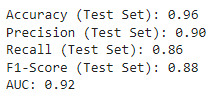 Accuracy (Test Set): 0.96
Precision (Test Set): 0.90
Recall (Test Set): 0.86
F1-Score (Test Set): 0.88
AUC: 0.92